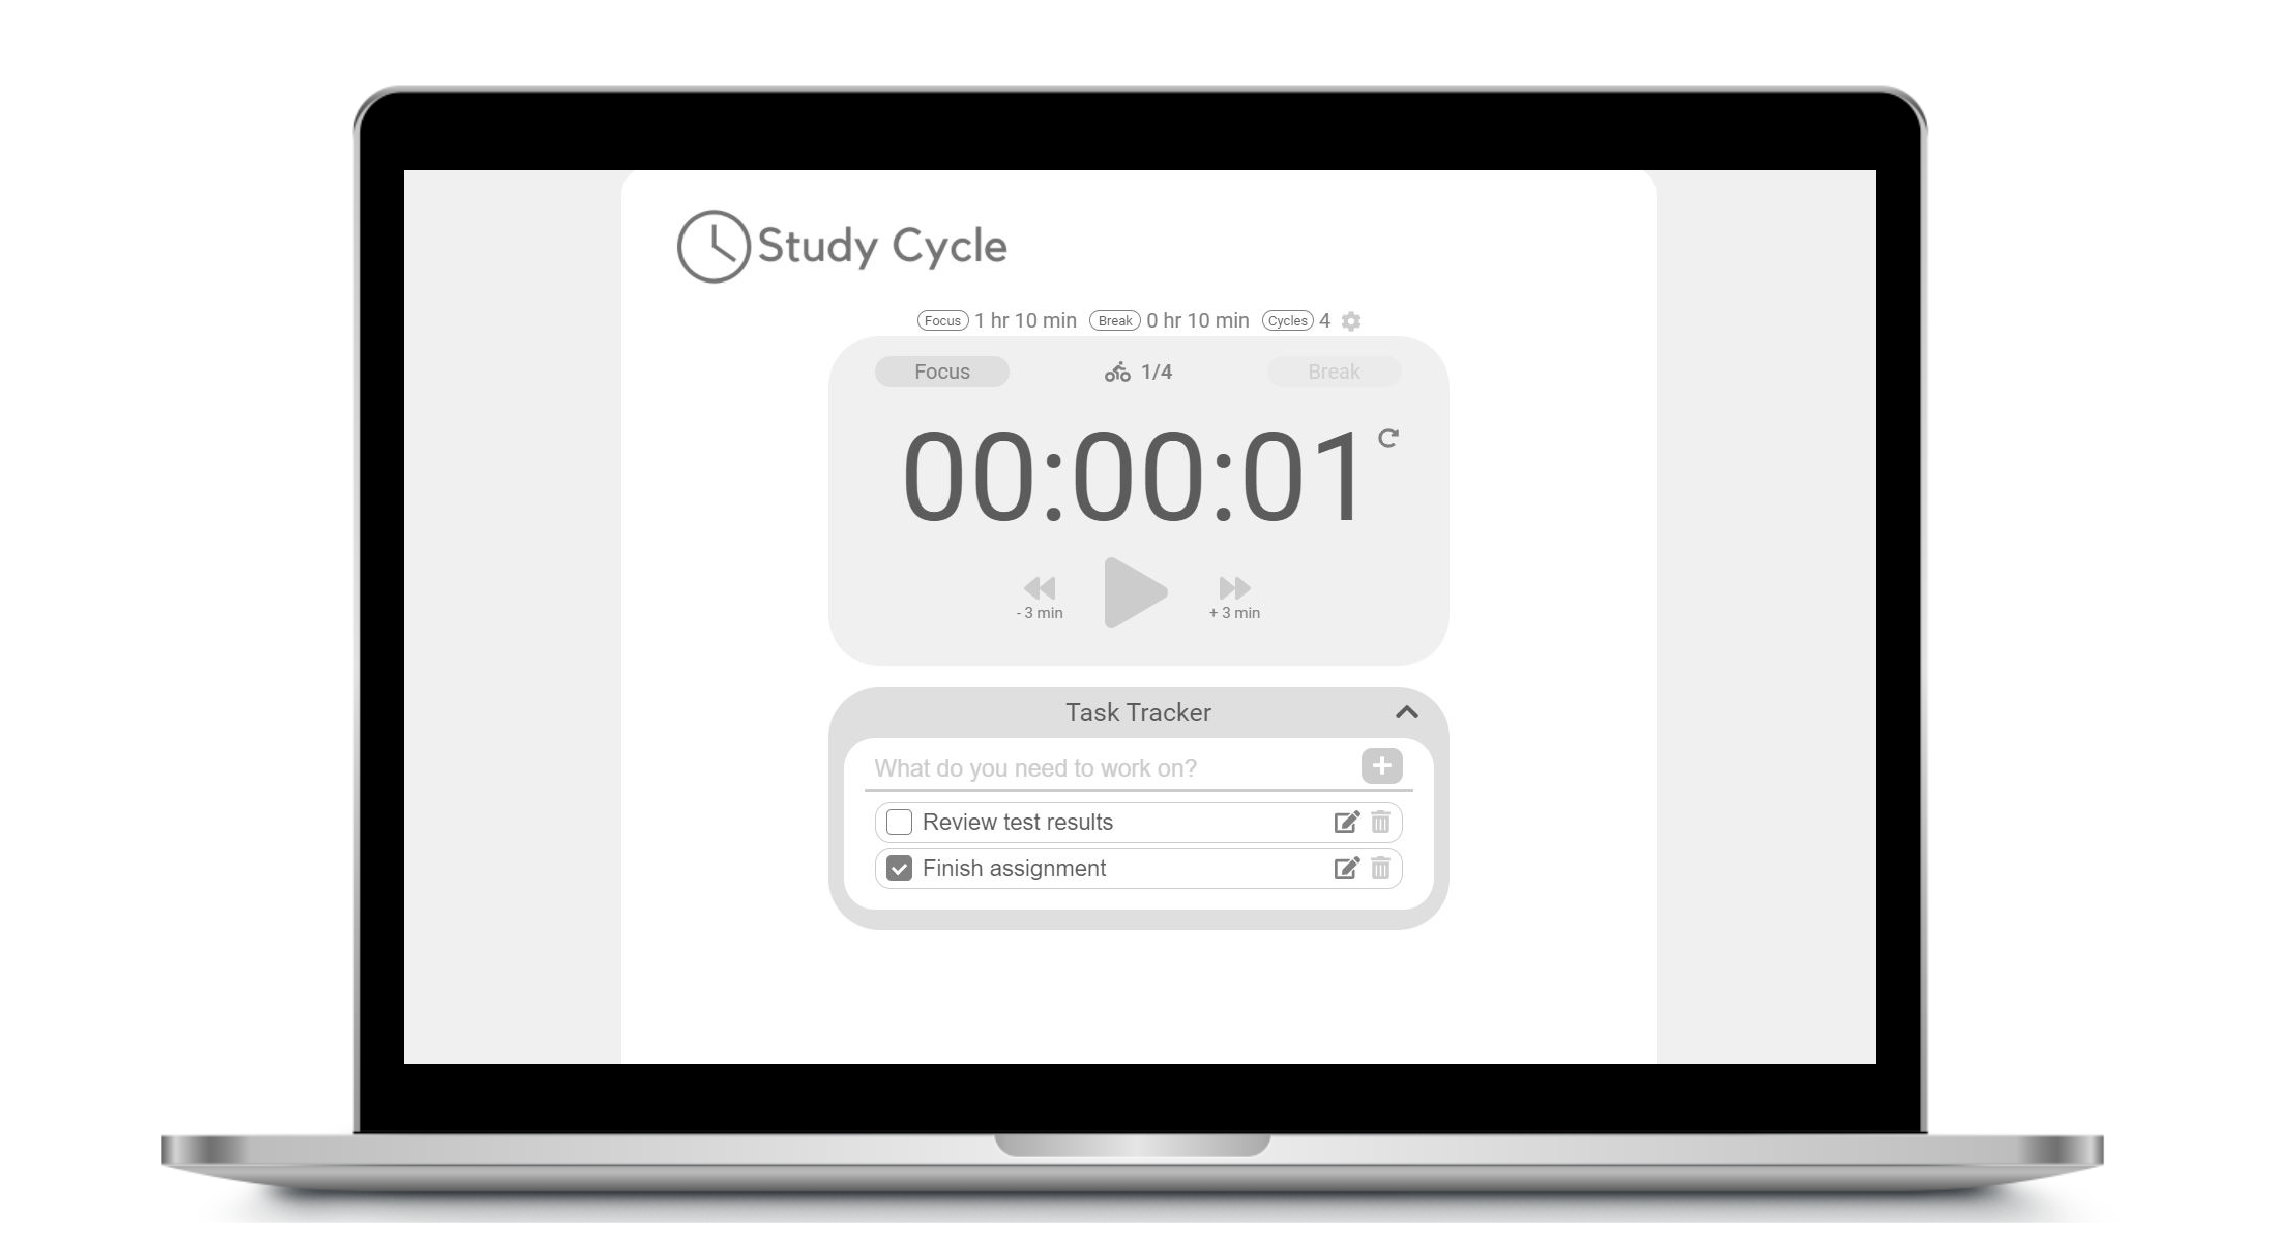 Study Cycle
Focus 1 hr 10 min Break 0 hr 10 min Cycles 4
Focus 1/4 Break
00:00:01
- 3 min + 3 min
Task Tracker
What do you need to work on?
Review test results
Finish assignment